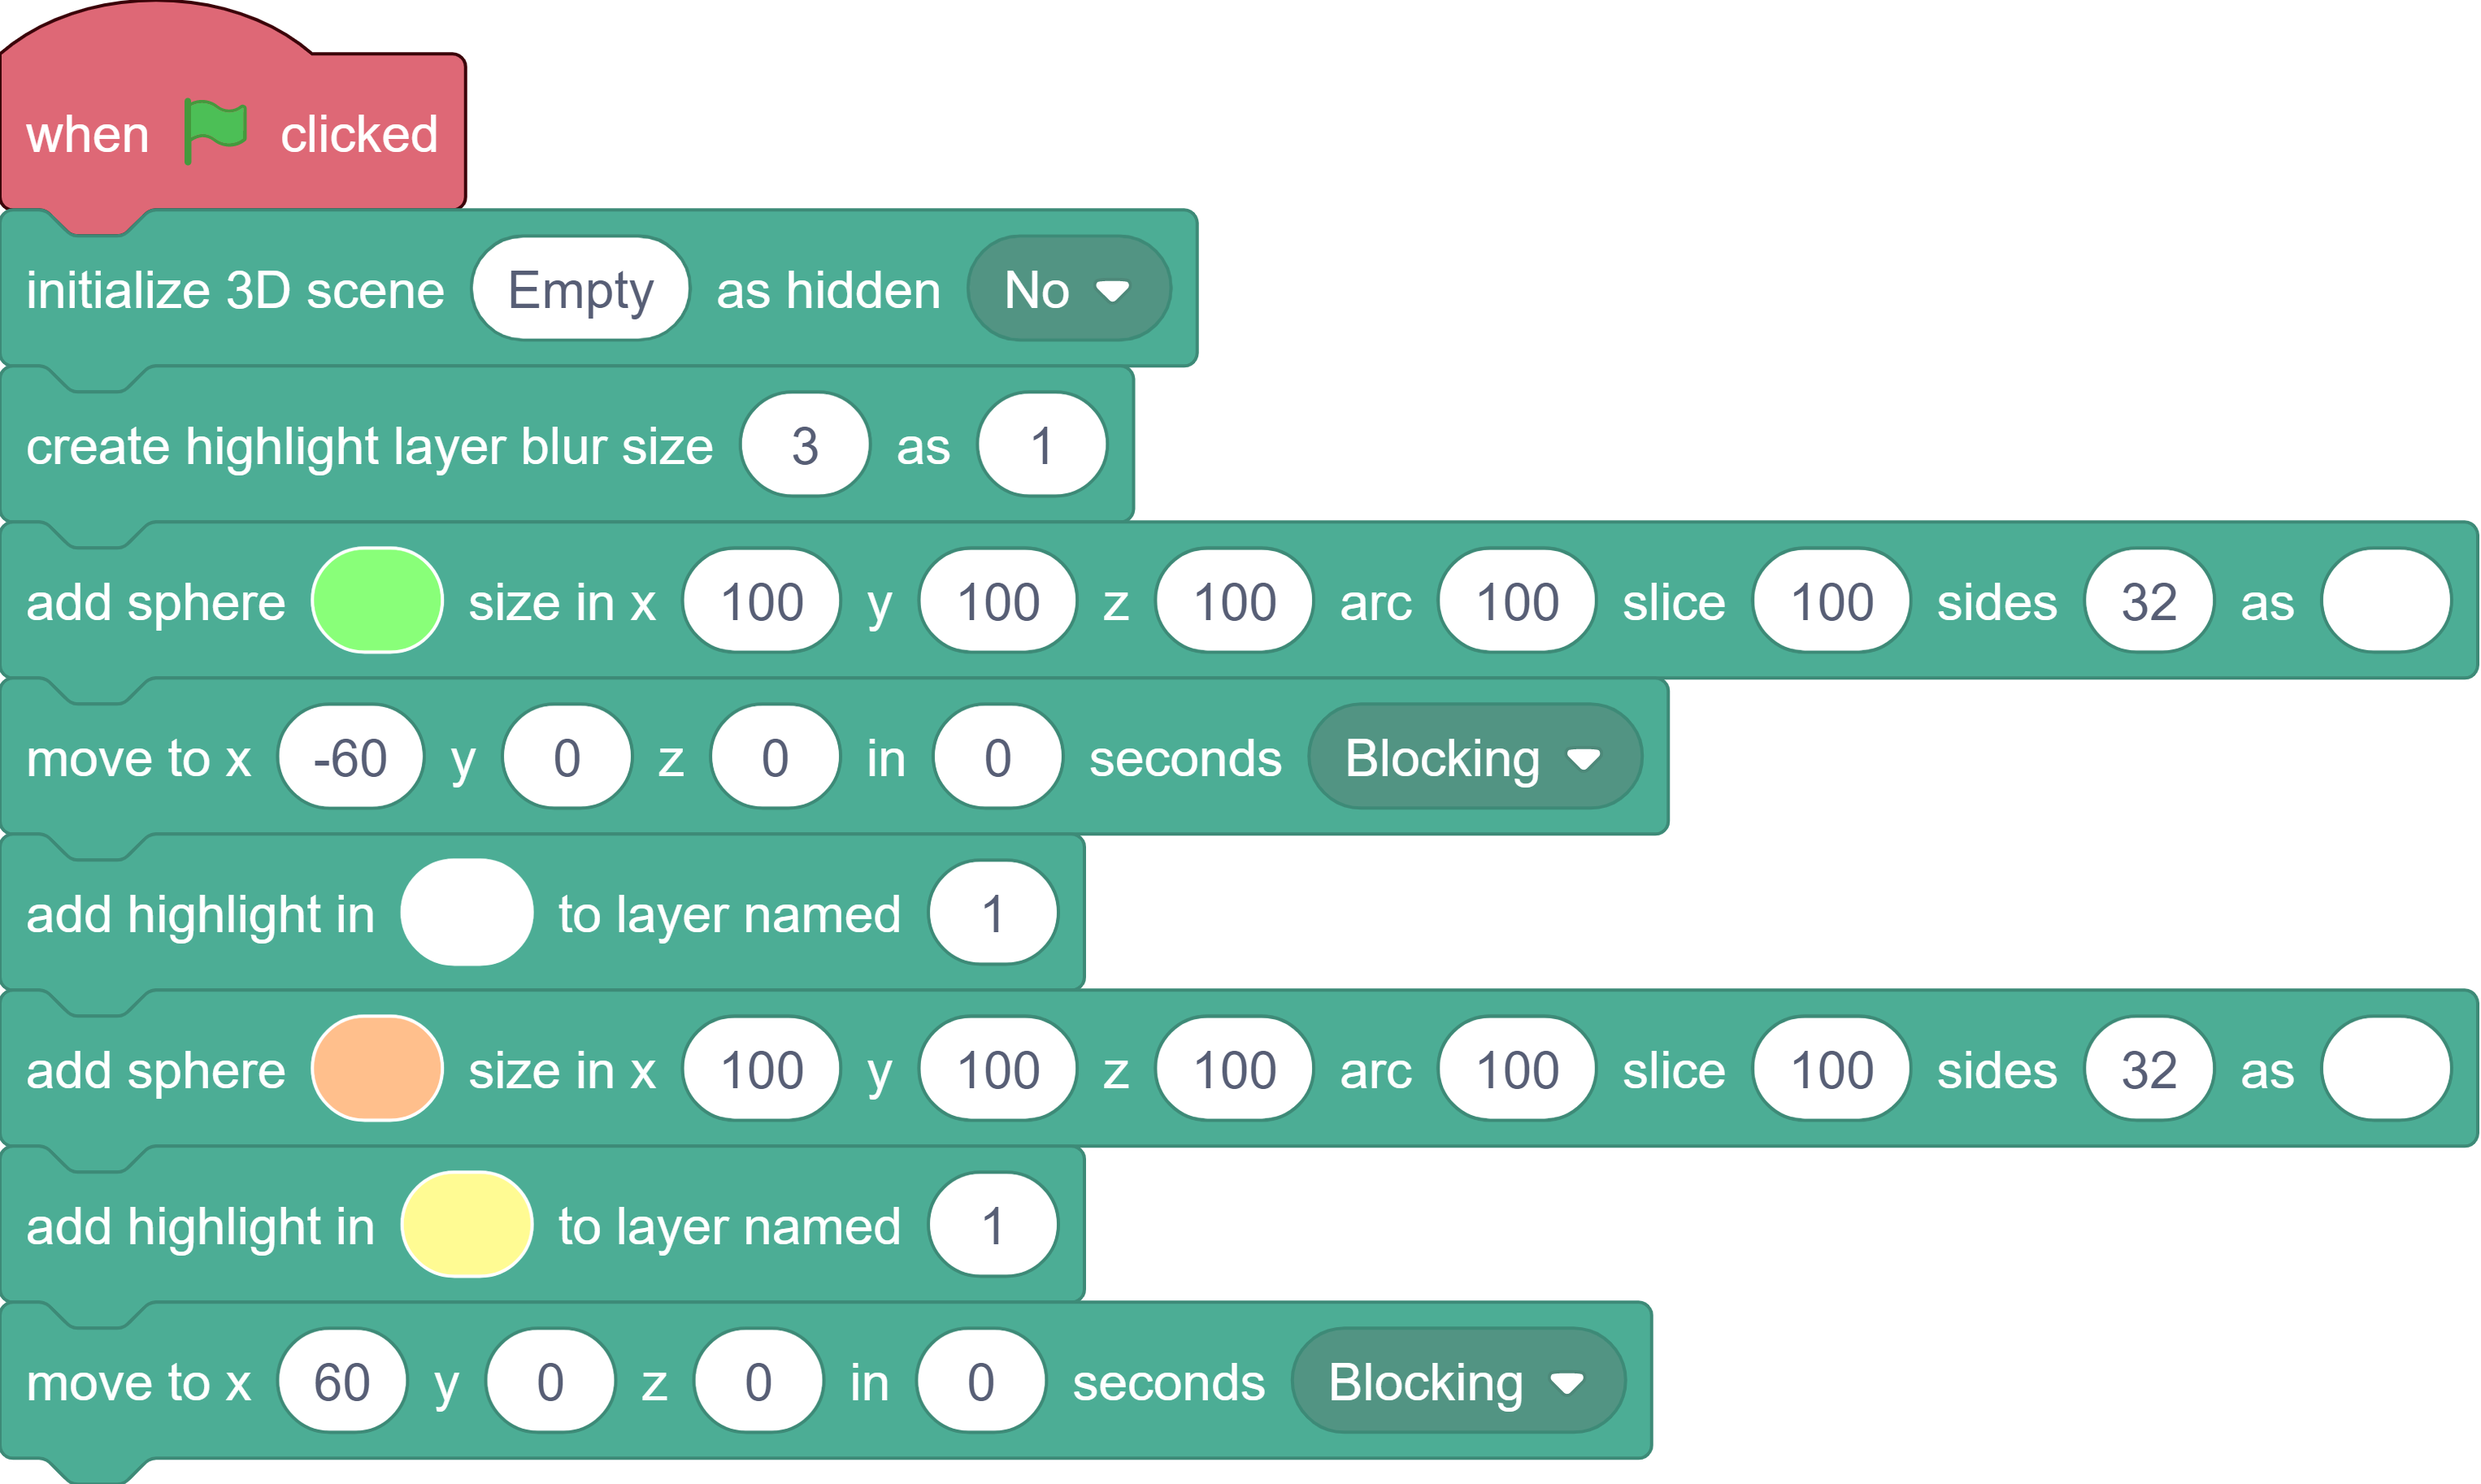 when clicked
initialize 3D scene Empty as hidden No
create highlight layer blur size 3 as 1
add sphere size in x 100 y 100 z 100 arc 100 slice 100 sides 32 as
move to x -60 y 0 z 0 in 0 seconds Blocking
add highlight in to layer named 1
add sphere size in x 100 y 100 z 100 arc 100 slice 100 sides 32 as
add highlight in to layer named 1
move to x 60 y 0 z 0 in 0 seconds Blocking